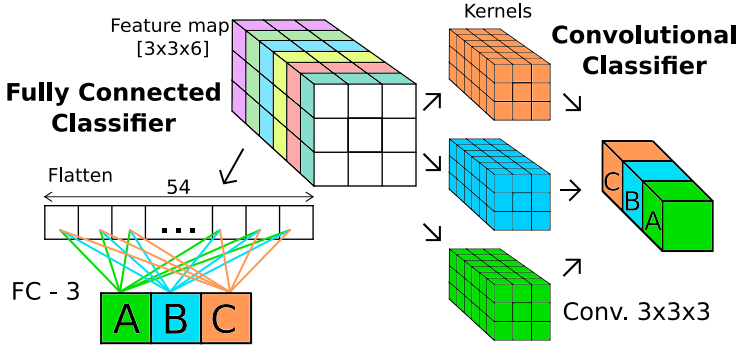 Feature map
[3x3x6]
Kernels
Convolutional
Classifier
Fully Connected
Classifier
Flatten
54
...
FC - 3
A B C
C
B
A
Conv. 3x3x3